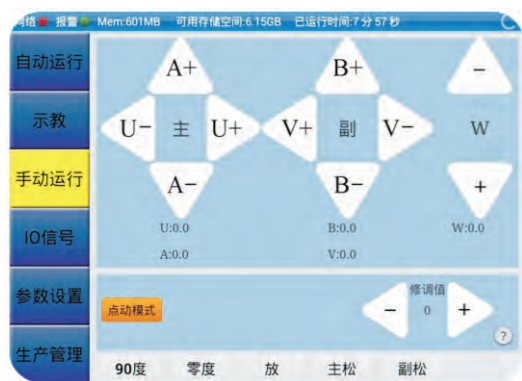 网络 报警 Mem:601MB 可用存储空间:6.15GB 已运行时间:7分57秒
自动运行
示教
手动运行
IO信号
参数设置
生产管理
A+ B+ −
U− 主 U+ V+ 副 V− W
A− B− +
U:0.0 B:0.0 W:0.0
A:0.0 V:0.0
修调值
点动模式 − 0 +
?
90度 零度 放 主松 副松